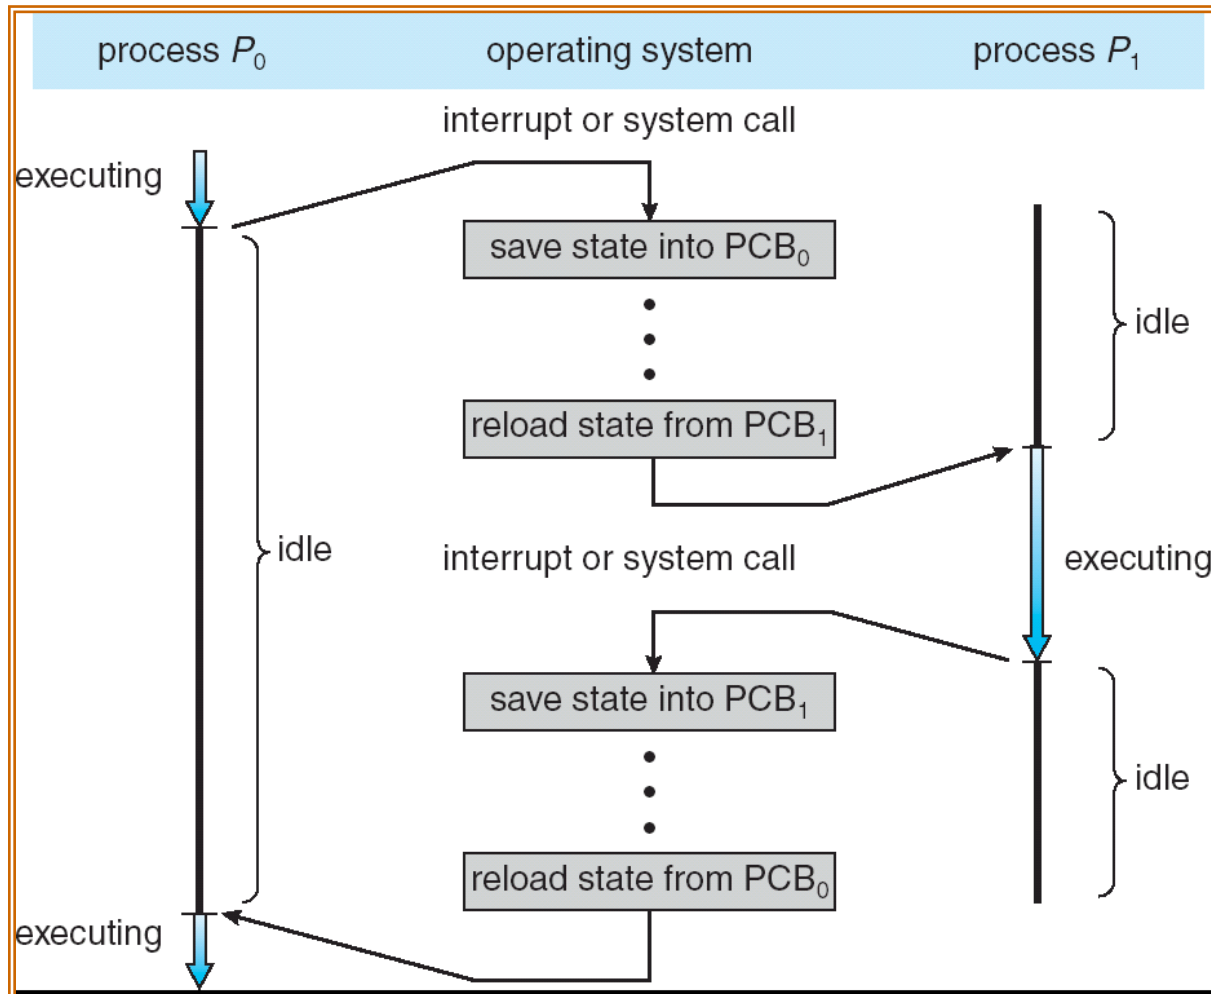 process P₀ operating system process P₁
interrupt or system call
executing
save state into PCB₀
idle
reload state from PCB₁
idle
interrupt or system call
executing
save state into PCB₁
idle
reload state from PCB₀
executing